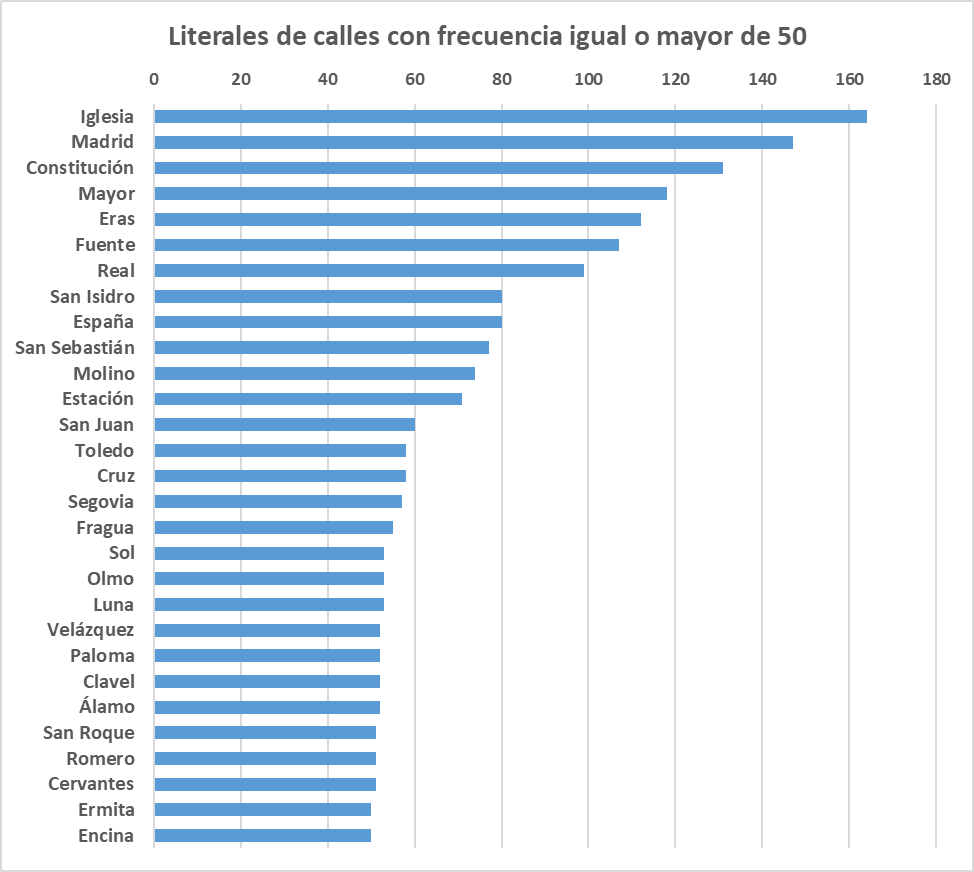 Literales de calles con frecuencia igual o mayor de 50
0 20 40 60 80 100 120 140 160 180
Iglesia
Madrid
Constitución
Mayor
Eras
Fuente
Real
San Isidro
España
San Sebastián
Molino
Estación
San Juan
Toledo
Cruz
Segovia
Fragua
Sol
Olmo
Luna
Velázquez
Paloma
Clavel
Álamo
San Roque
Romero
Cervantes
Ermita
Encina